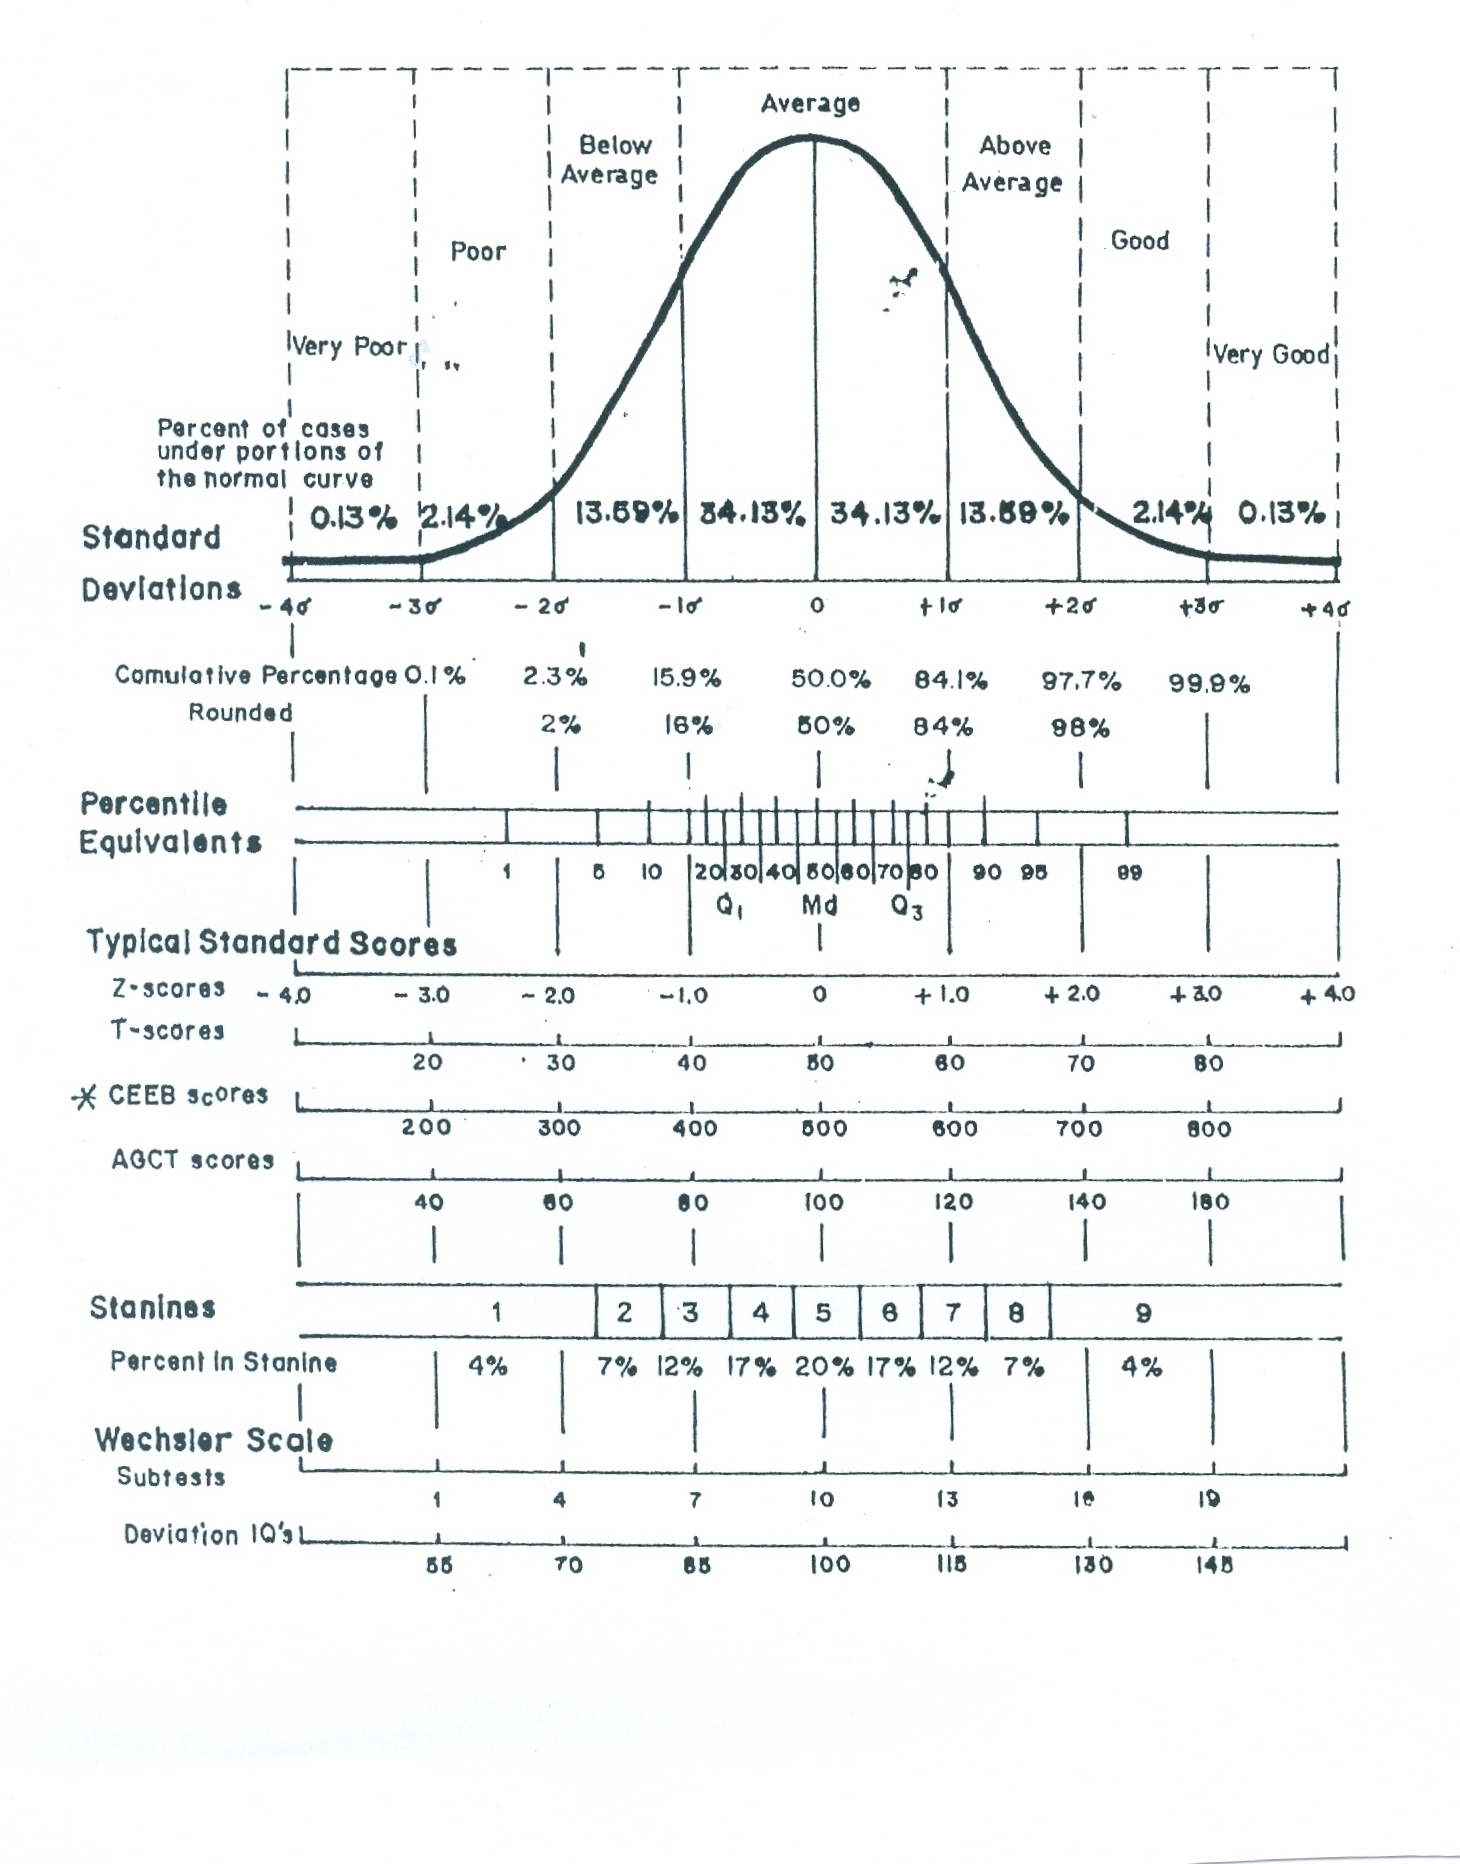 Average
Below Average
Above Average
Poor
Good
Very Poor
Very Good
Percent of cases
under portions of
the normal curve
0.13% 2.14% 13.59% 34.13% 34.13% 13.59% 2.14% 0.13%
Standard
Deviations
-4σ -3σ -2σ -1σ 0 +1σ +2σ +3σ +4σ
Camulative Percentage 0.1% 2.3% 15.9% 50.0% 84.1% 97.7% 99.9%
Rounded 2% 16% 50% 84% 98%
Percentile
Equivalents
1 5 10 20 30 40 50 60 70 80 90 95 99
Q1 Md Q3
Typical Standard Scores
Z-scores -4.0 -3.0 -2.0 -1.0 0 +1.0 +2.0 +3.0 +4.0
T-scores
20 30 40 50 60 70 80
* CEEB scores
200 300 400 500 600 700 800
AGCT scores
40 60 80 100 120 140 160
Stanines 1 2 3 4 5 6 7 8 9
Percent in Stanine 4% 7% 12% 17% 20% 17% 12% 7% 4%
Wechsler Scale
Subtests
1 4 7 10 13 16 19
Deviation IQ's
55 70 85 100 115 130 145